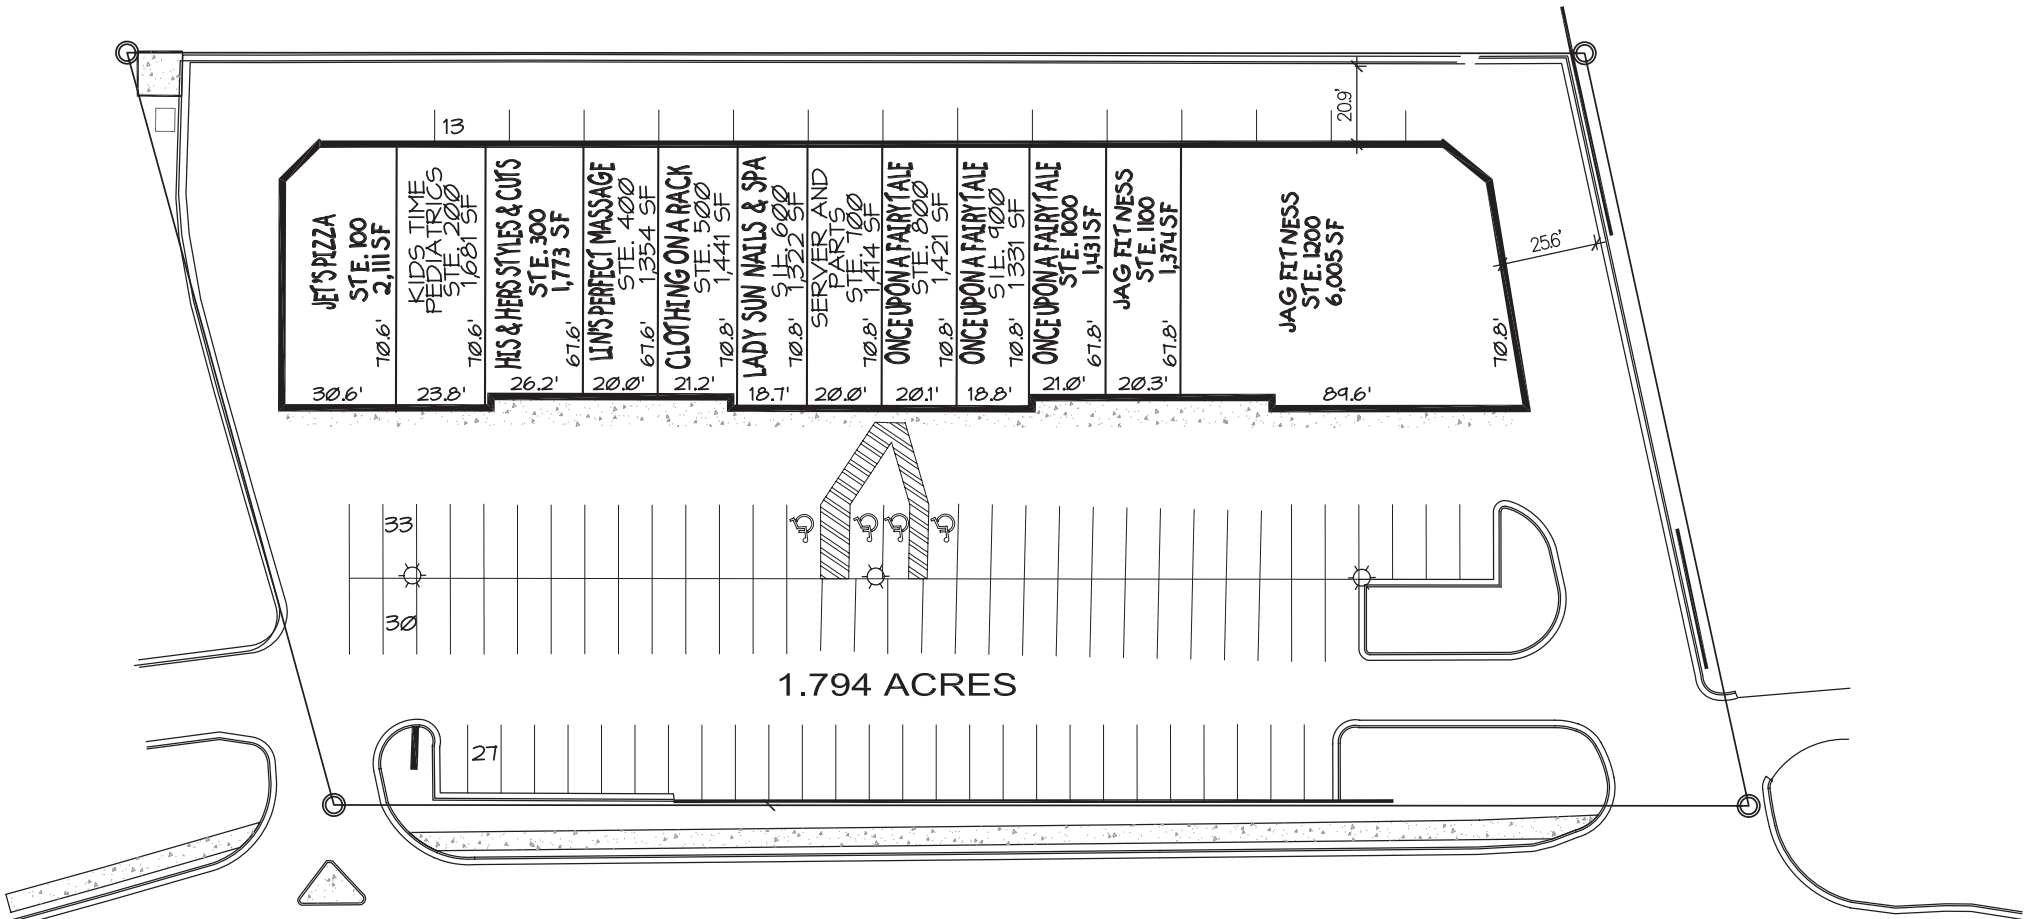 13
20.9'
25.6'
JET'S PIZZA
STE. 100
2,111 SF
70.6'
30.6'
KIDS TIME
PEDIATRICS
STE. 200
1,681 SF
70.6'
23.8'
HIS & HERS STYLES & CUTS
STE. 300
1,773 SF
67.6'
26.2'
LIN'S PERFECT MASSAGE
STE. 400
1,354 SF
67.6'
20.0'
CLOTHING ON A RACK
STE. 500
1,441 SF
70.8'
21.2'
LADY SUN NAILS & SPA
STE. 600
1,322 SF
70.8'
18.7'
SERVER AND
PARTS
STE. 700
1,414 SF
70.8'
20.0'
ONCE UPON A FAIRYTALE
STE. 800
1,421 SF
70.8'
20.1'
ONCE UPON A FAIRYTALE
STE. 900
1331 SF
70.8'
18.8'
ONCE UPON A FAIRYTALE
STE. 1000
1,431 SF
67.8'
21.0'
JAG FITNESS
STE. 1100
1,374 SF
67.8'
20.3'
JAG FITNESS
STE. 1200
6,005 SF
70.8'
89.6'
33
30
1.794 ACRES
27